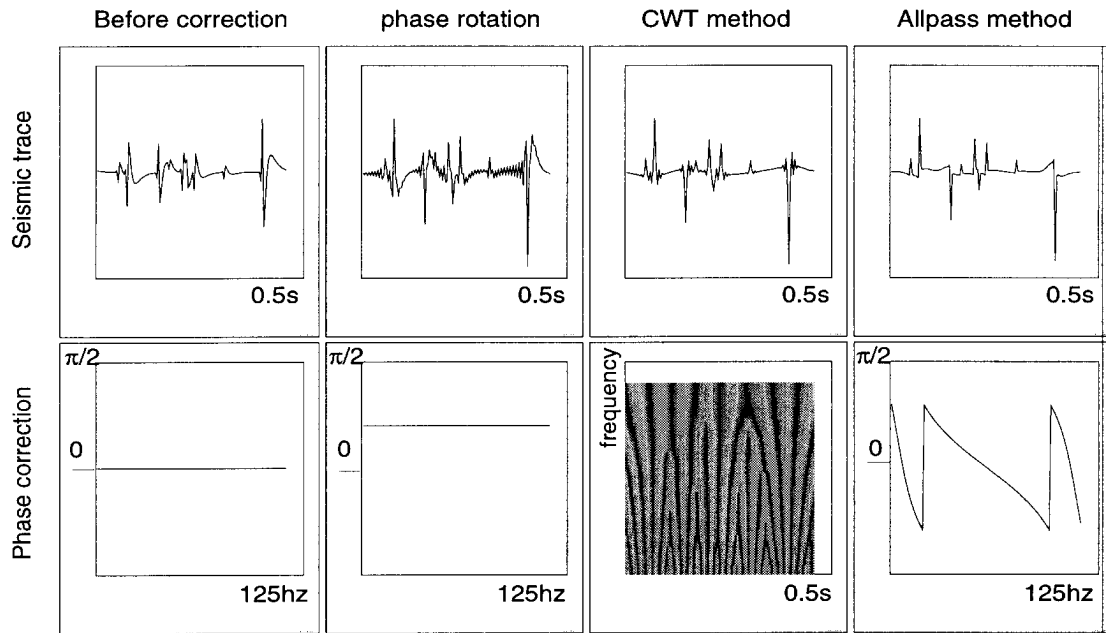 Before correction phase rotation CWT method Allpass method
Seismic trace
0.5s 0.5s 0.5s 0.5s
Phase correction
π/2 π/2 frequency π/2
0 0 0
125hz 125hz 0.5s 125hz